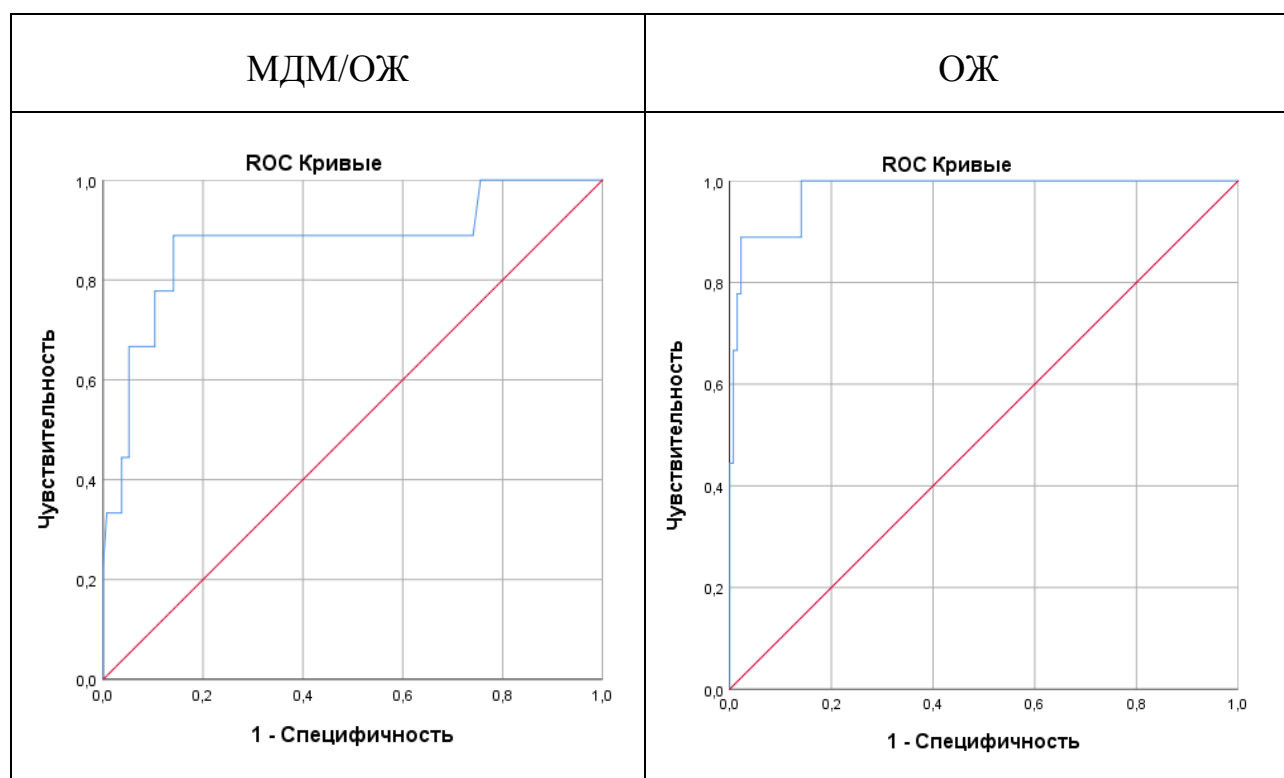 МДМ/ОЖ
ОЖ
ROC Кривые
1,0
0,8
0,6
0,4
0,2
0,0
Чувствительность
0,0 0,2 0,4 0,6 0,8 1,0
1 - Специфичность
ROC Кривые
1,0
0,8
0,6
0,4
0,2
0,0
Чувствительность
0,0 0,2 0,4 0,6 0,8 1,0
1 - Специфичность